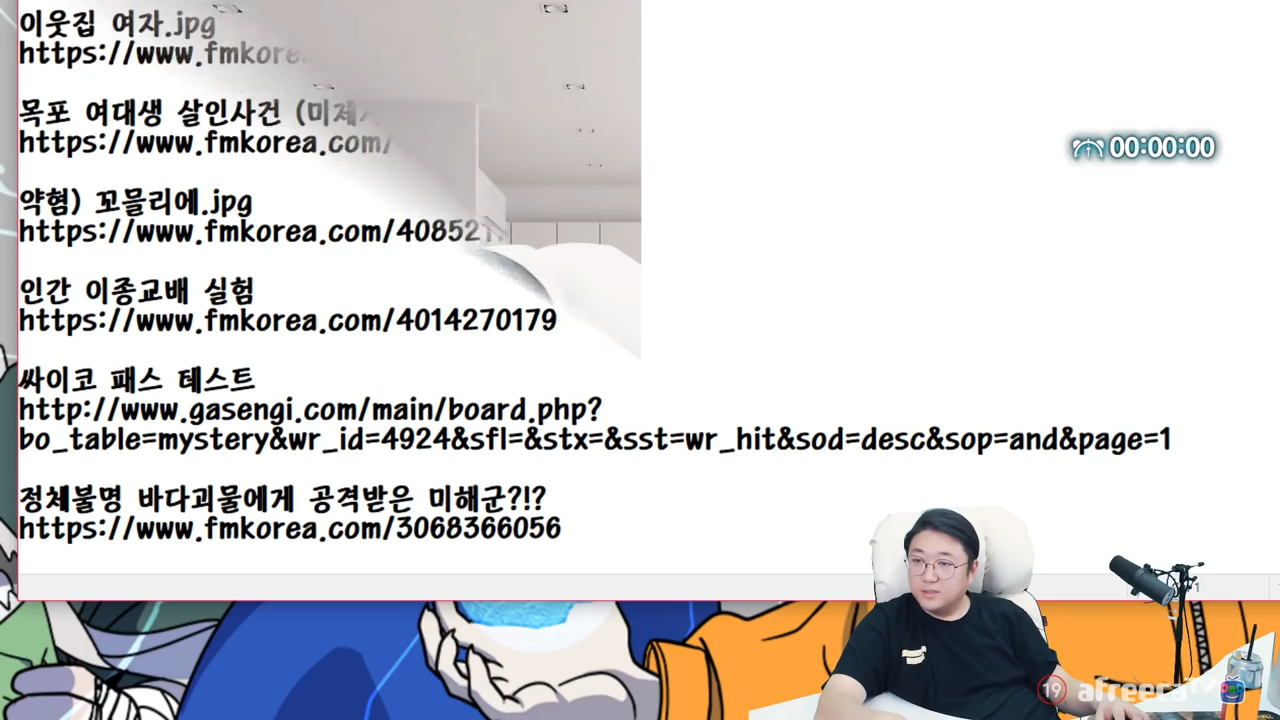 이웃집 여자.jpg
https://www.fmkorea
목포 여대생 살인사건 (미제
https://www.fmkorea.com/
약혐) 꼬믈리에.jpg
https://www.fmkorea.com/40852
인간 이종교배 실험
https://www.fmkorea.com/4014270179
싸이코 패스 테스트
http://www.gasengi.com/main/board.php?
bo_table=mystery&wr_id=4924&sfl=&stx=&sst=wr_hit&sod=desc&sop=and&page=1
정체불명 바다괴물에게 공격받은 미해군?!?
https://www.fmkorea.com/3068366056
00:00:00
19 afreeca